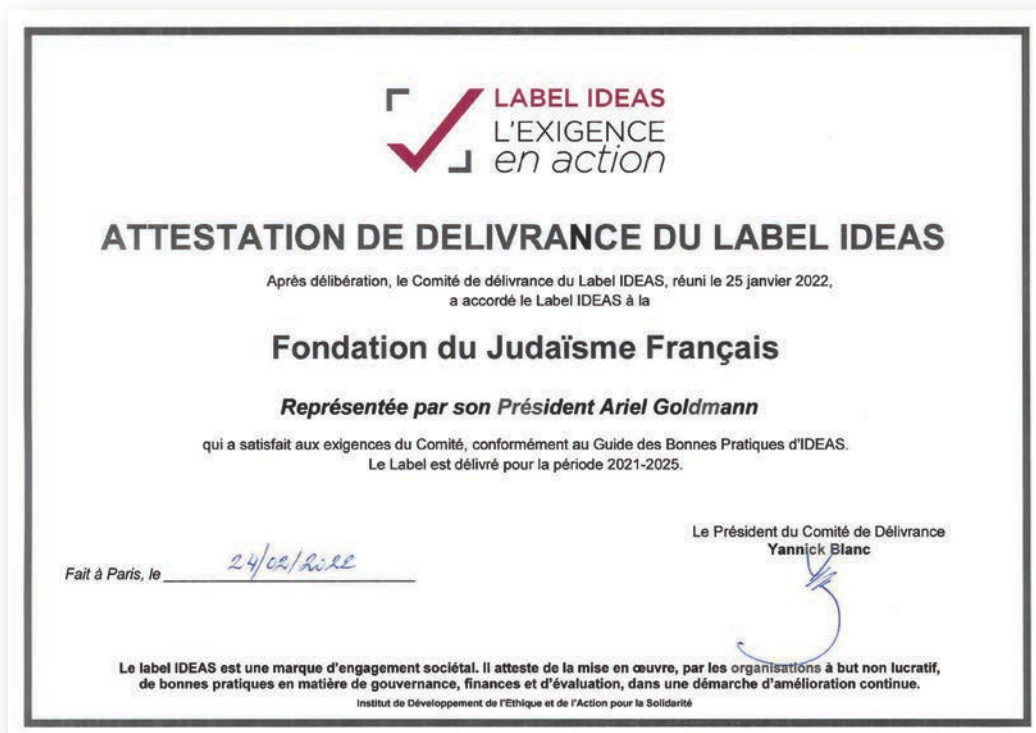 LABEL IDEAS
L'EXIGENCE
en action
ATTESTATION DE DELIVRANCE DU LABEL IDEAS
Après délibération, le Comité de délivrance du Label IDEAS, réuni le 25 janvier 2022,
a accordé le Label IDEAS à la
Fondation du Judaïsme Français
Représentée par son Président Ariel Goldmann
qui a satisfait aux exigences du Comité, conformément au Guide des Bonnes Pratiques d'IDEAS.
Le Label est délivré pour la période 2021-2025.
Le Président du Comité de Délivrance
Yannick Blanc
Fait à Paris, le 24/02/2022
Le label IDEAS est une marque d'engagement sociétal. Il atteste de la mise en œuvre, par les organisations à but non lucratif,
de bonnes pratiques en matière de gouvernance, finances et d'évaluation, dans une démarche d'amélioration continue.
Institut de Développement de l'Ethique et de l'Action pour la Solidarité